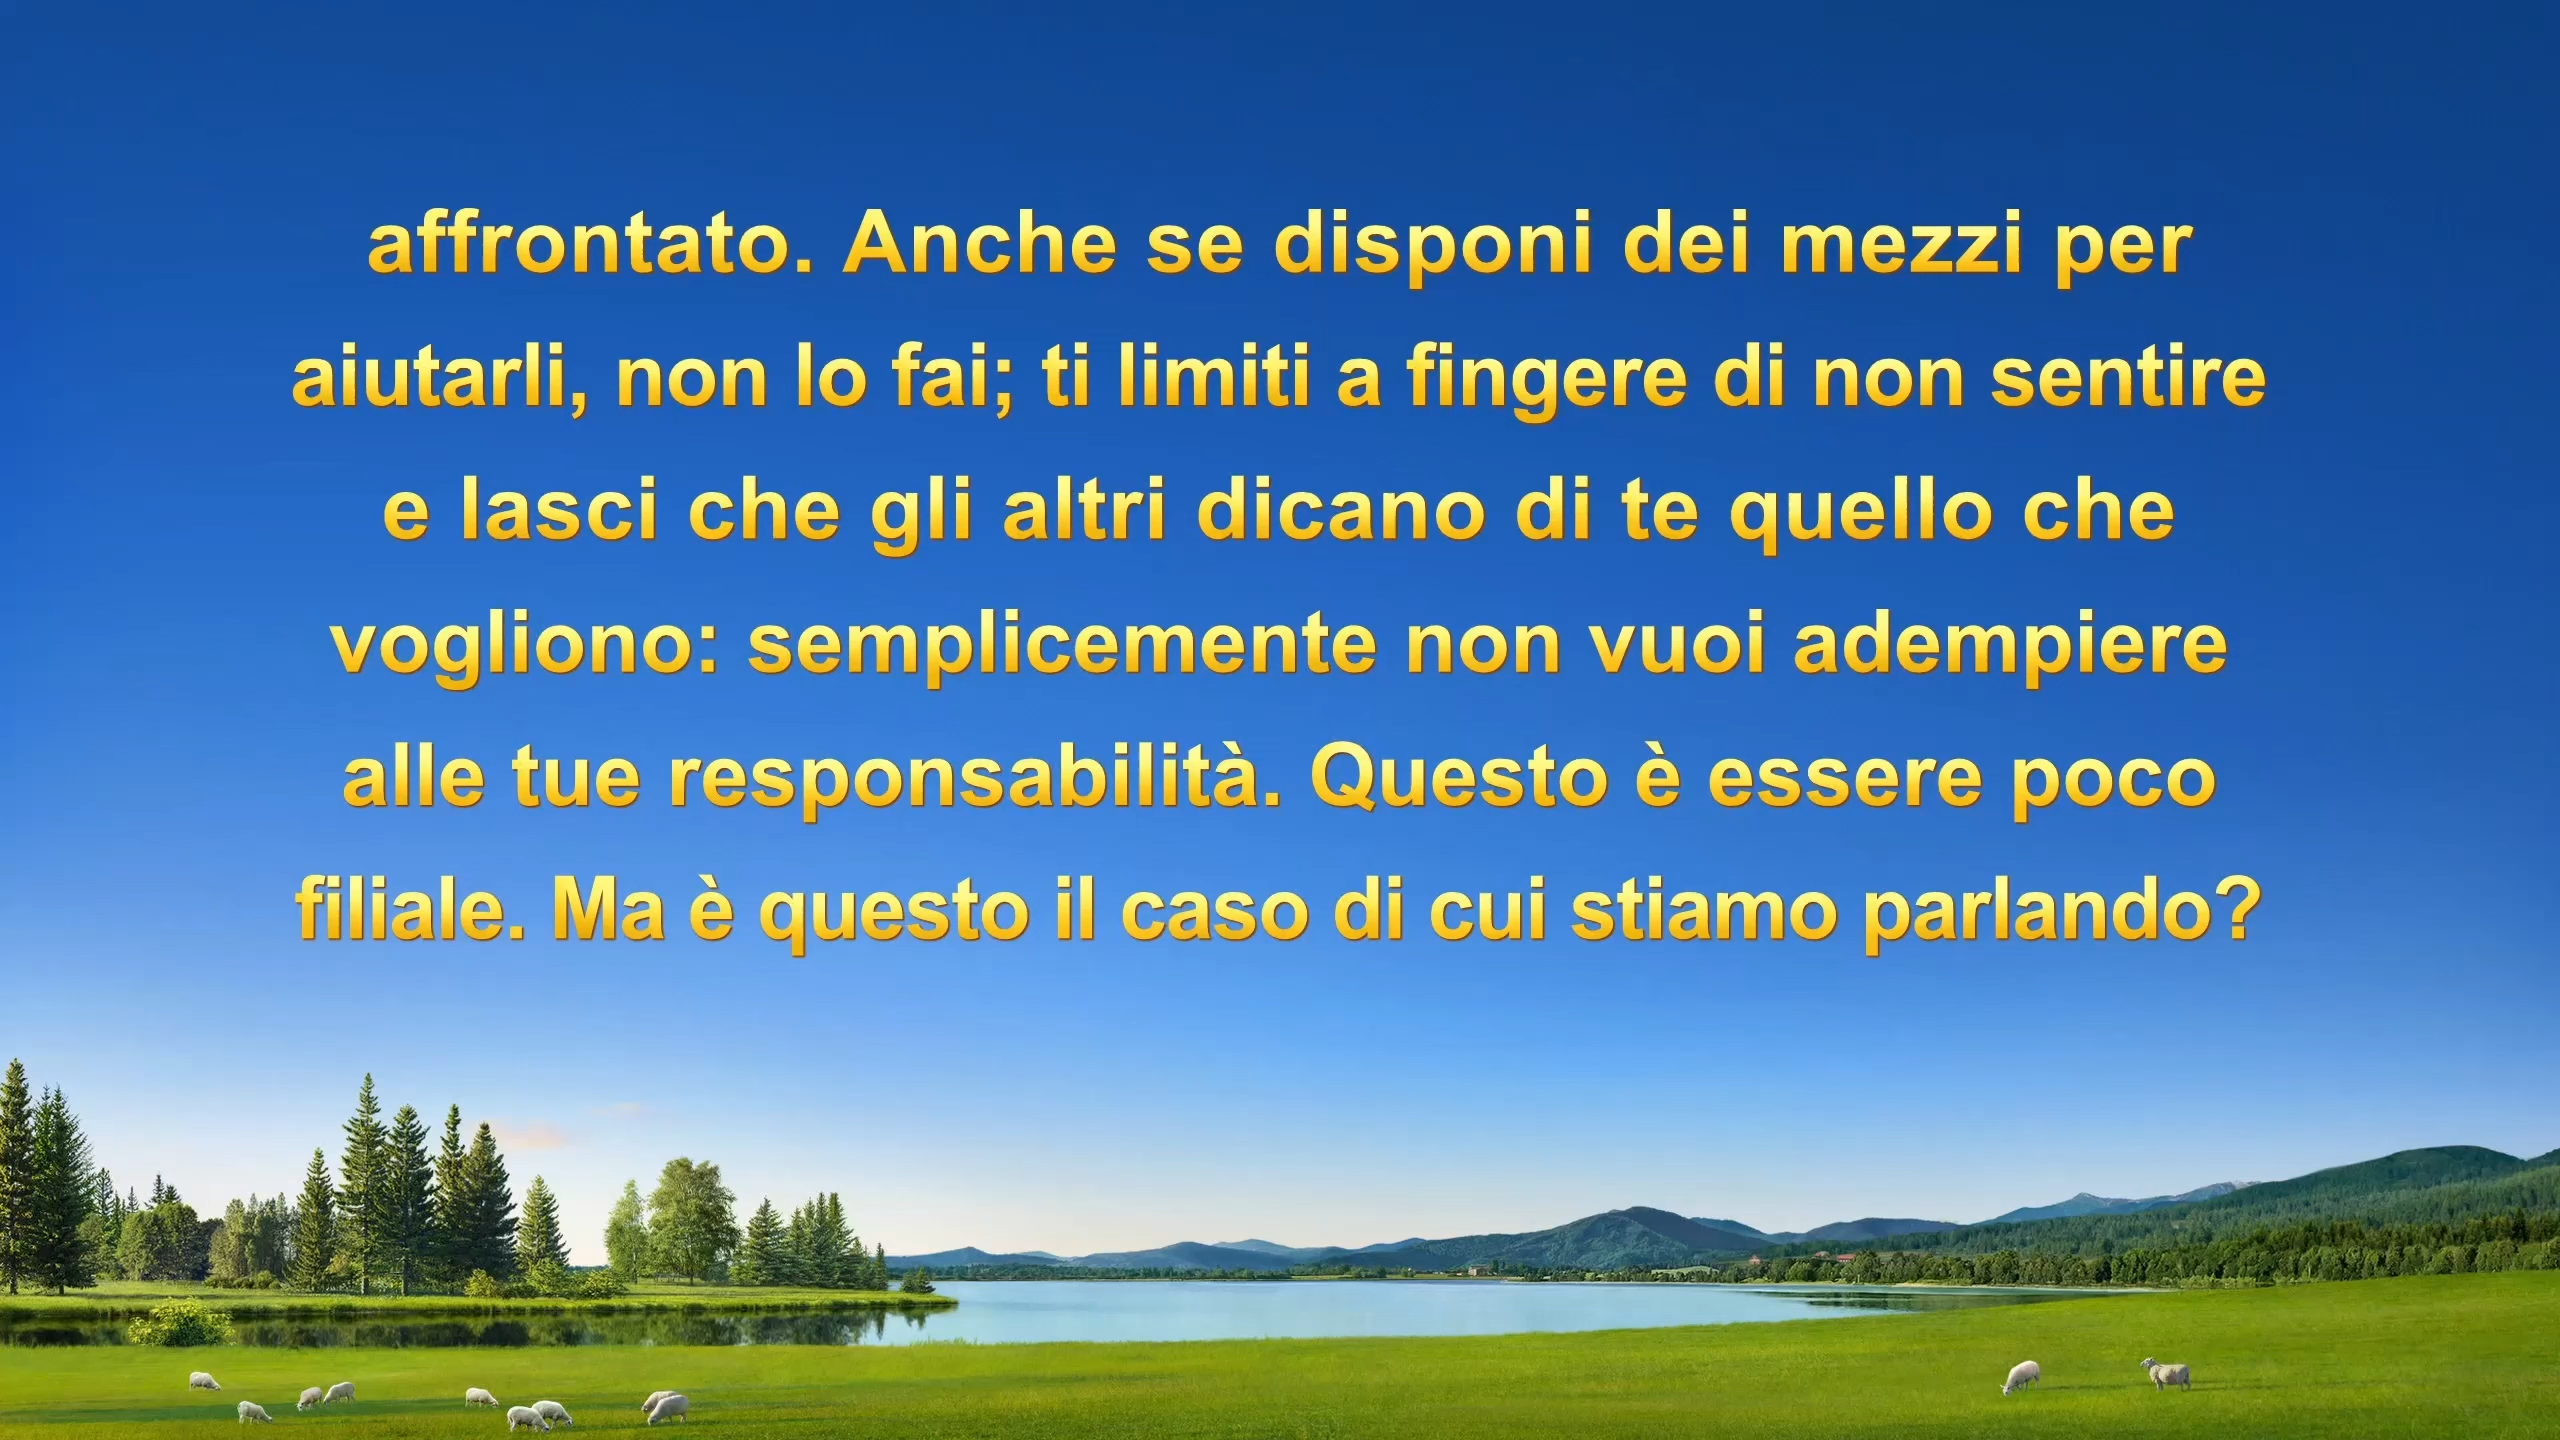 affrontato. Anche se disponi dei mezzi per
aiutarli, non lo fai; ti limiti a fingere di non sentire
e lasci che gli altri dicano di te quello che
vogliono: semplicemente non vuoi adempiere
alle tue responsabilità. Questo è essere poco
filiale. Ma è questo il caso di cui stiamo parlando?